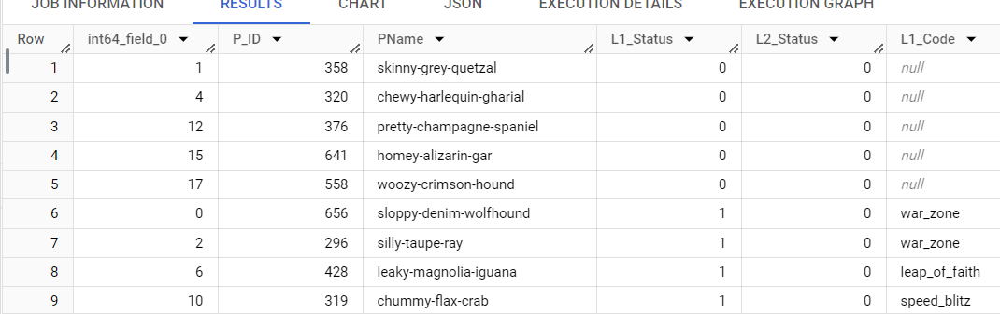 JOB INFORMATION RESULTS CHART JSON EXECUTION DETAILS EXECUTION GRAPH
Row int64_field_0 P_ID PName L1_Status L2_Status L1_Code
1 1 358 skinny-grey-quetzal 0 0 null
2 4 320 chewy-harlequin-gharial 0 0 null
3 12 376 pretty-champagne-spaniel 0 0 null
4 15 641 homey-alizarin-gar 0 0 null
5 17 558 woozy-crimson-hound 0 0 null
6 0 656 sloppy-denim-wolfhound 1 0 war_zone
7 2 296 silly-taupe-ray 1 0 war_zone
8 6 428 leaky-magnolia-iguana 1 0 leap_of_faith
9 10 319 chummy-flax-crab 1 0 speed_blitz